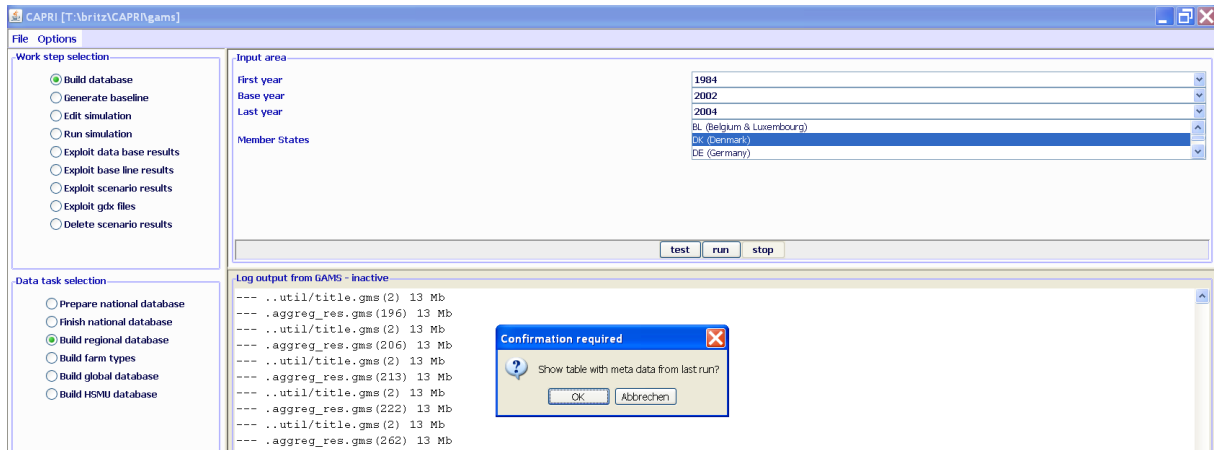 CAPRI [T:\britz\CAPRI\gams]
File Options
Work step selection
Build database
Generate baseline
Edit simulation
Run simulation
Exploit data base results
Exploit base line results
Exploit scenario results
Exploit gdx files
Delete scenario results
Input area
First year 1984
Base year 2002
Last year 2004
Member States
BL (Belgium & Luxembourg)
DK (Denmark)
DE (Germany)
test run stop
Data task selection
Prepare national database
Finish national database
Build regional database
Build farm types
Build global database
Build HSMU database
Log output from GAMS - inactive
--- ..util/title.gms(2) 13 Mb
--- .aggreg_res.gms(196) 13 Mb
--- ..util/title.gms(2) 13 Mb
--- .aggreg_res.gms(206) 13 Mb
--- ..util/title.gms(2) 13 Mb
--- .aggreg_res.gms(213) 13 Mb
--- ..util/title.gms(2) 13 Mb
--- .aggreg_res.gms(222) 13 Mb
--- ..util/title.gms(2) 13 Mb
--- .aggreg_res.gms(262) 13 Mb
Confirmation required
Show table with meta data from last run?
OK Abbrechen